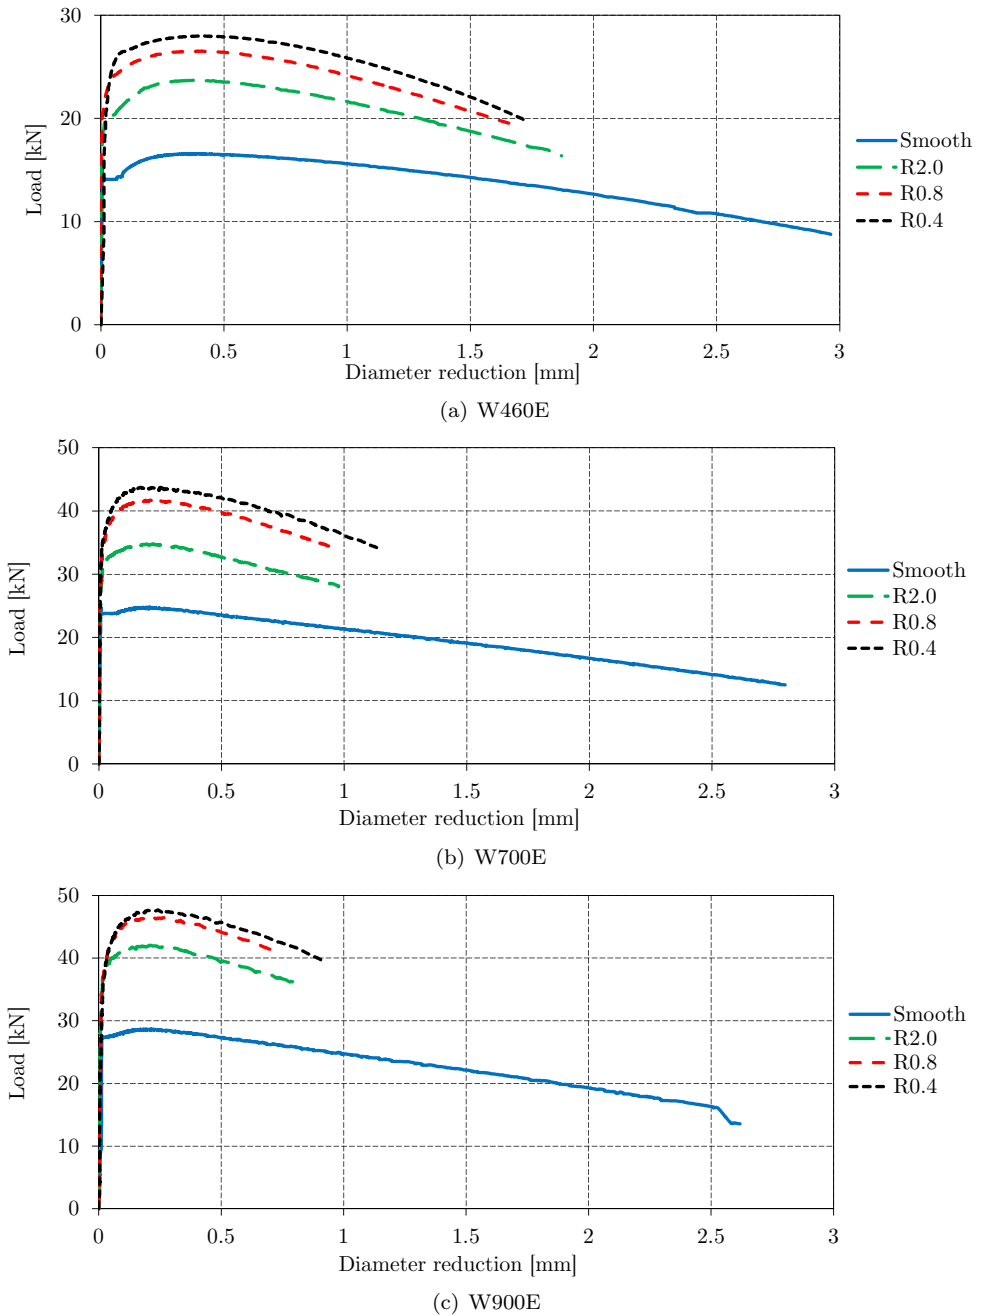 30
20
10
0
Load [kN]
0 0.5 1 1.5 2 2.5 3
Diameter reduction [mm]
Smooth
R2.0
R0.8
R0.4
(a) W460E
50
40
30
20
10
0
Load [kN]
0 0.5 1 1.5 2 2.5 3
Diameter reduction [mm]
Smooth
R2.0
R0.8
R0.4
(b) W700E
50
40
30
20
10
0
Load [kN]
0 0.5 1 1.5 2 2.5 3
Diameter reduction [mm]
Smooth
R2.0
R0.8
R0.4
(c) W900E